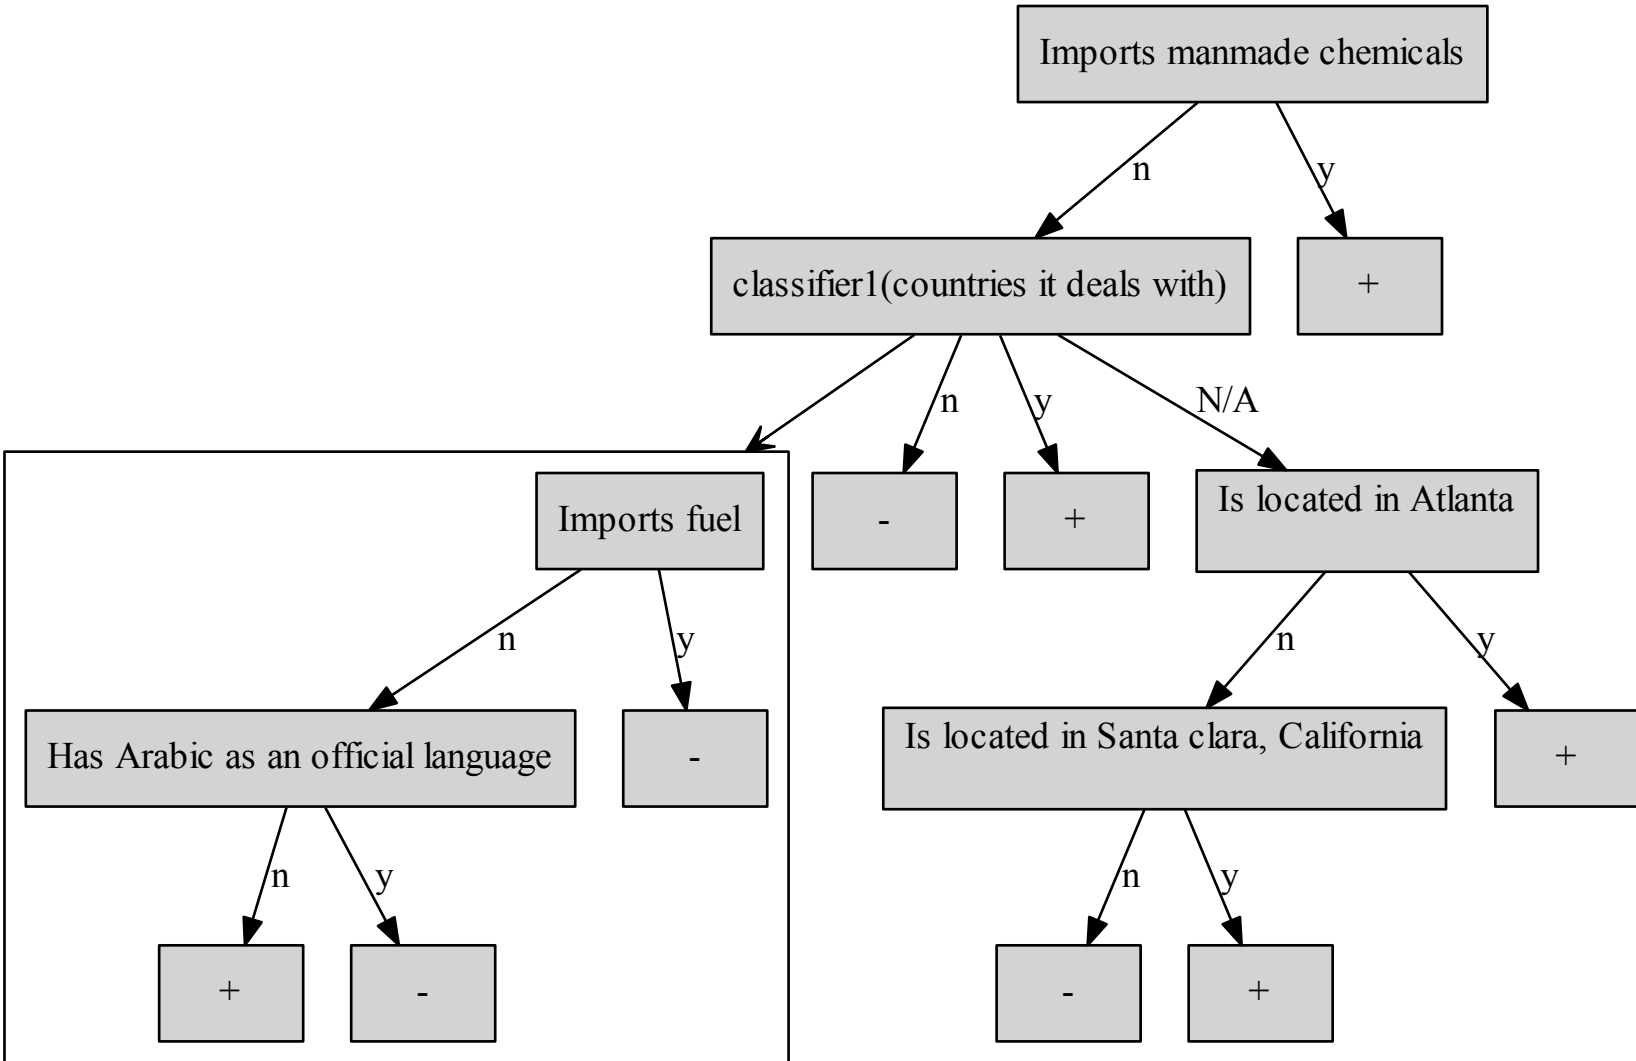 Imports manmade chemicals
n
y
classifier1(countries it deals with)
+
n
y
N/A
Imports fuel
-
+
Is located in Atlanta
n
y
n
y
Has Arabic as an official language
-
Is located in Santa clara, California
+
n
y
n
y
+
-
-
+